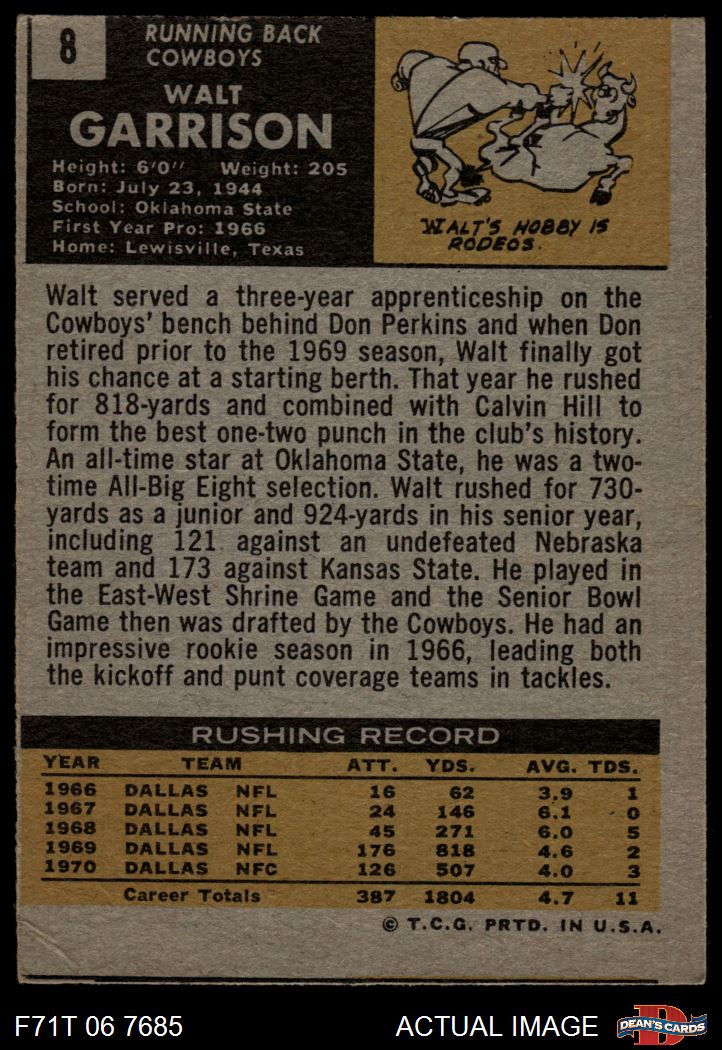 8
RUNNING BACK
COWBOYS
WALT
GARRISON
Height: 6'0" Weight: 205
Born: July 23, 1944
School: Oklahoma State
First Year Pro: 1966
Home: Lewisville, Texas
WALT'S HOBBY IS
RODEOS.
Walt served a three-year apprenticeship on the
Cowboys' bench behind Don Perkins and when Don
retired prior to the 1969 season, Walt finally got
his chance at a starting berth. That year he rushed
for 818-yards and combined with Calvin Hill to
form the best one-two punch in the club's history.
An all-time star at Oklahoma State, he was a two-
time All-Big Eight selection. Walt rushed for 730-
yards as a junior and 924-yards in his senior year,
including 121 against an undefeated Nebraska
team and 173 against Kansas State. He played in
the East-West Shrine Game and the Senior Bowl
Game then was drafted by the Cowboys. He had an
impressive rookie season in 1966, leading both
the kickoff and punt coverage teams in tackles.
RUSHING RECORD
YEAR TEAM ATT. YDS. AVG. TDS.
1966 DALLAS NFL 16 62 3.9 1
1967 DALLAS NFL 24 146 6.1 0
1968 DALLAS NFL 45 271 6.0 5
1969 DALLAS NFL 176 818 4.6 2
1970 DALLAS NFC 126 507 4.0 3
Career Totals 387 1804 4.7 11
© T.C.G. PRTD. IN U.S.A.
F71T 06 7685 ACTUAL IMAGE D DEAN'S CARDS